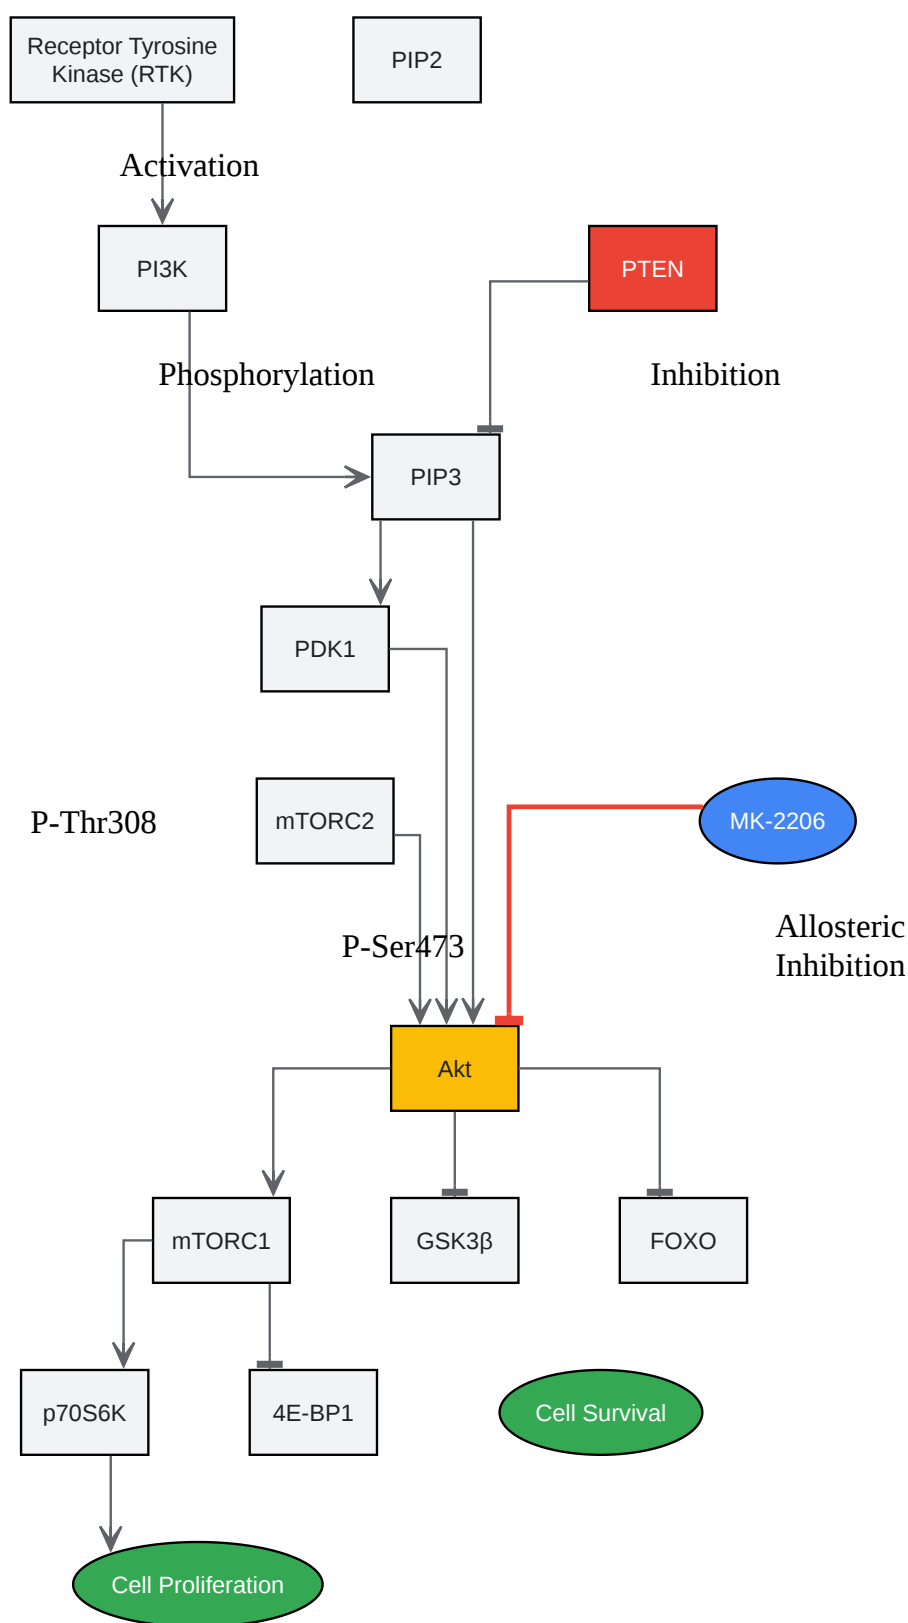 Receptor Tyrosine
Kinase (RTK)
PIP2
Activation
PI3K
PTEN
Phosphorylation
Inhibition
PIP3
PDK1
P-Thr308
mTORC2
MK-2206
P-Ser473
Allosteric
Inhibition
Akt
mTORC1
GSK3β
FOXO
p70S6K
4E-BP1
Cell Survival
Cell Proliferation